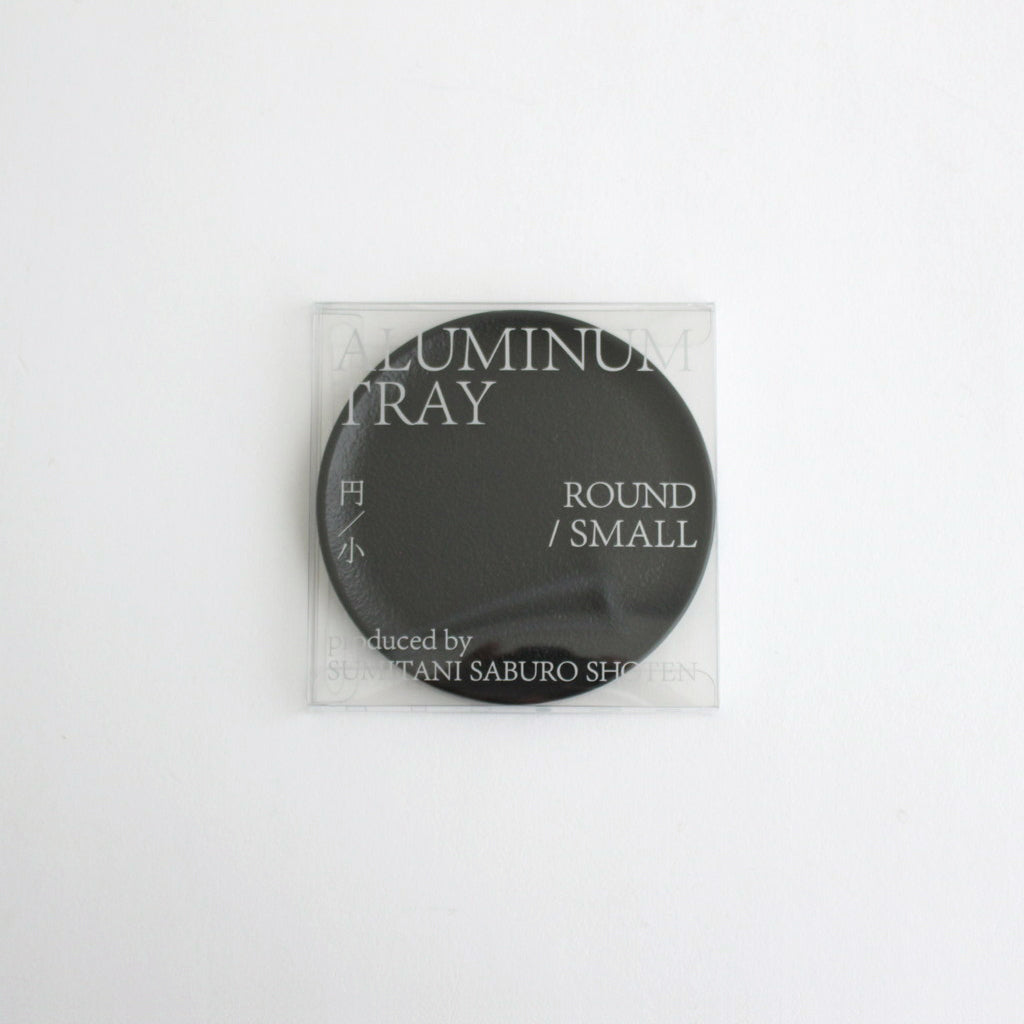 ALUMINUM
TRAY
円／小
ROUND
/ SMALL
produced by
SUMITANI SABURO SHOTEN